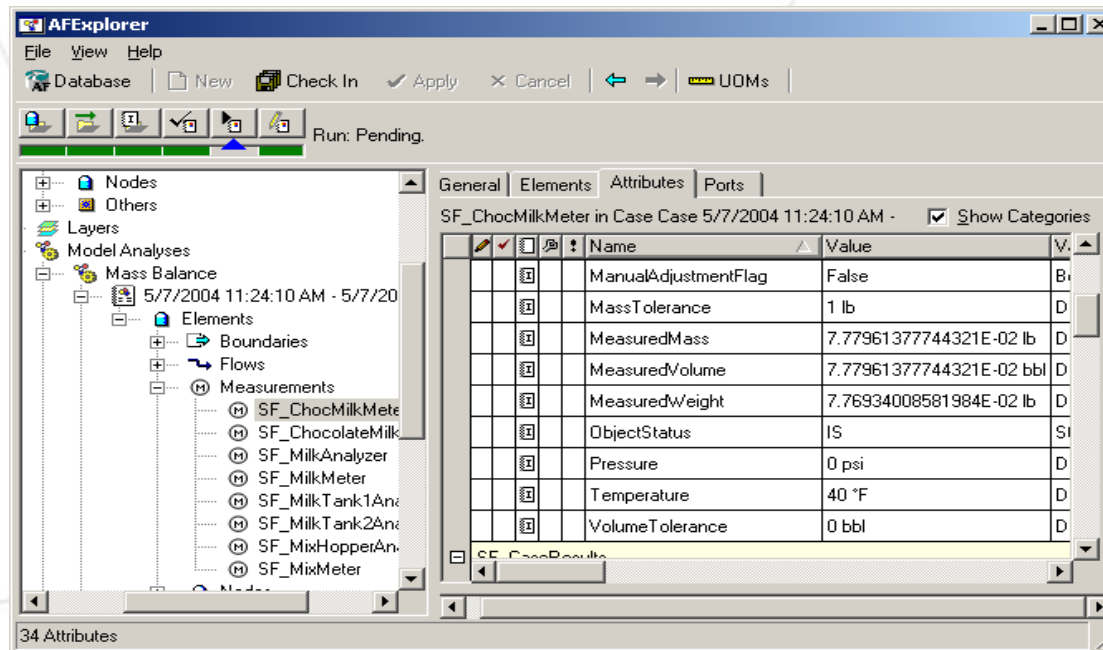 AFExplorer
File View Help
Database New Check In Apply Cancel UOMs
Run: Pending.
Nodes
Others
Layers
Model Analyses
Mass Balance
5/7/2004 11:24:10 AM - 5/7/20
Elements
Boundaries
Flows
Measurements
SF_ChocMilkMete
SF_ChocolateMilk
SF_MilkAnalyzer
SF_MilkMeter
SF_MilkTank1Ana
SF_MilkTank2Ana
SF_MixHopperAn
SF_MixMeter
Nodes
General Elements Attributes Ports
SF_ChocMilkMeter in Case Case 5/7/2004 11:24:10 AM - Show Categories
Name Value V
ManualAdjustmentFlag False B
MassTolerance 1 lb D
MeasuredMass 7.77961377744321E-02 lb D
MeasuredVolume 7.77961377744321E-02 bbl D
MeasuredWeight 7.76934008581984E-02 lb D
ObjectStatus IS S
Pressure 0 psi D
Temperature 40 °F D
VolumeTolerance 0 bbl D
SF_CaseResults
34 Attributes